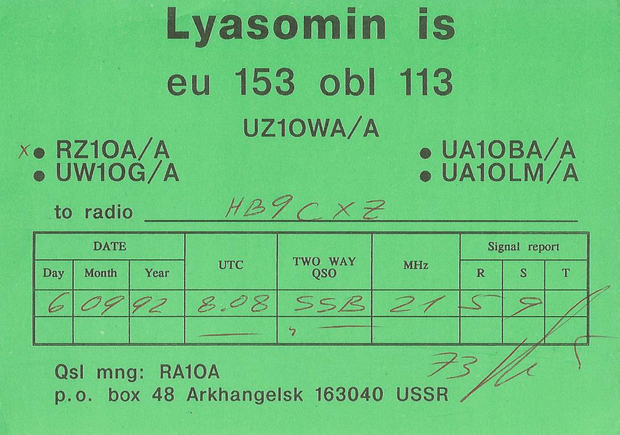 Lyasomin is
eu 153 obl 113
UZ1OWA/A
x • RZ1OA/A • UA1OBA/A
• UW1OG/A • UA1OLM/A
to radio HB9CXZ
DATE UTC TWO WAY QSO MHz Signal report
Day Month Year R S T
6 09 92 8.08 SSB 21 5 9
73
Qsl mng: RA1OA
p.o. box 48 Arkhangelsk 163040 USSR